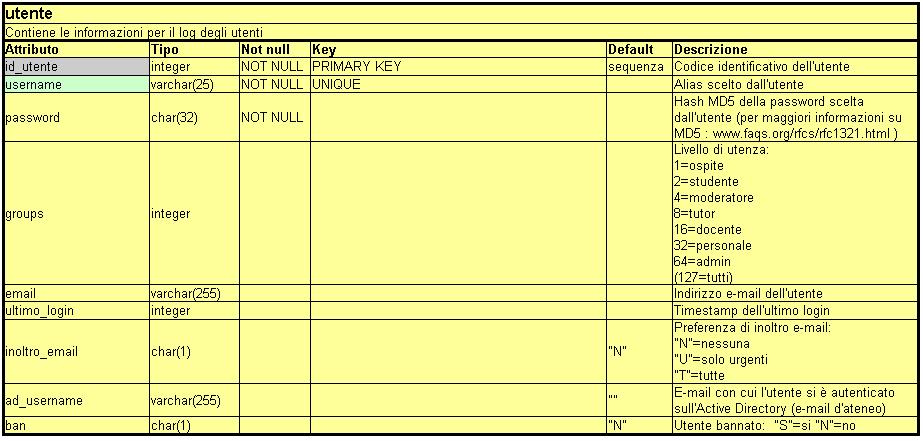 utente
Contiene le informazioni per il log degli utenti
Attributo Tipo Not null Key Default Descrizione
id_utente integer NOT NULL PRIMARY KEY sequenza Codice identificativo dell'utente
username varchar(25) NOT NULL UNIQUE Alias scelto dall'utente
password char(32) NOT NULL Hash MD5 della password scelta
dall'utente (per maggiori informazioni su
MD5 : www.faqs.org/rfcs/rfc1321.html )
groups integer Livello di utenza:
1=ospite
2=studente
4=moderatore
8=tutor
16=docente
32=personale
64=admin
(127=tutti)
email varchar(255) Indirizzo e-mail dell'utente
ultimo_login integer Timestamp dell'ultimo login
inoltro_email char(1) "N" Preferenza di inoltro e-mail:
"N"=nessuna
"U"=solo urgenti
"T"=tutte
ad_username varchar(255) "" E-mail con cui l'utente si è autenticato
sull'Active Directory (e-mail d'ateneo)
ban char(1) "N" Utente bannato: "S"=si "N"=no